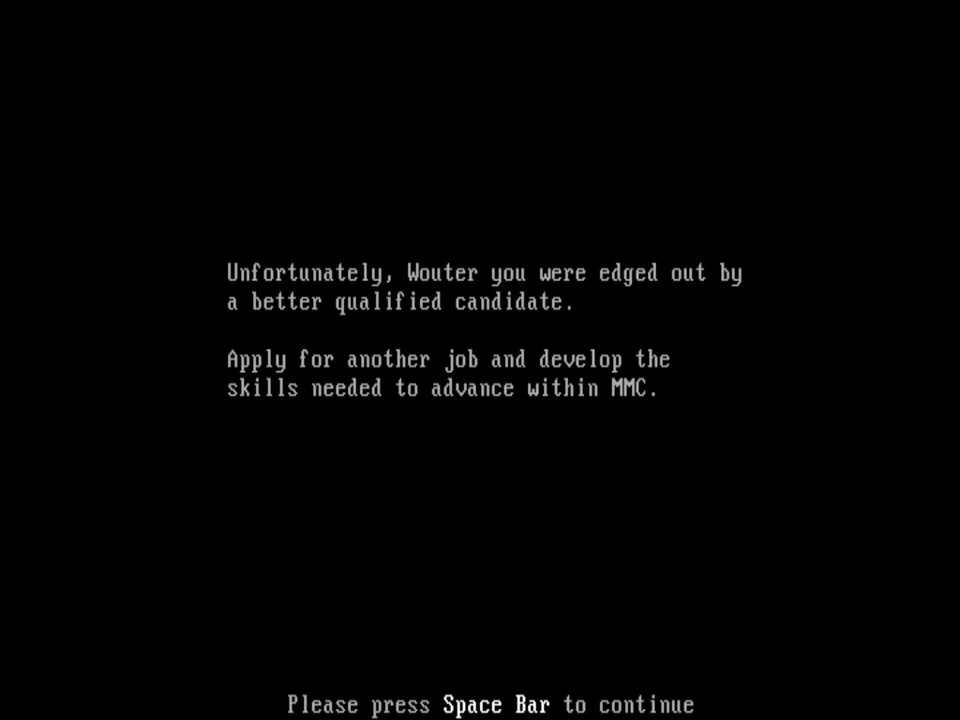 Unfortunately, Wouter you were edged out by
a better qualified candidate.
Apply for another job and develop the
skills needed to advance within MMC.
Please press Space Bar to continue